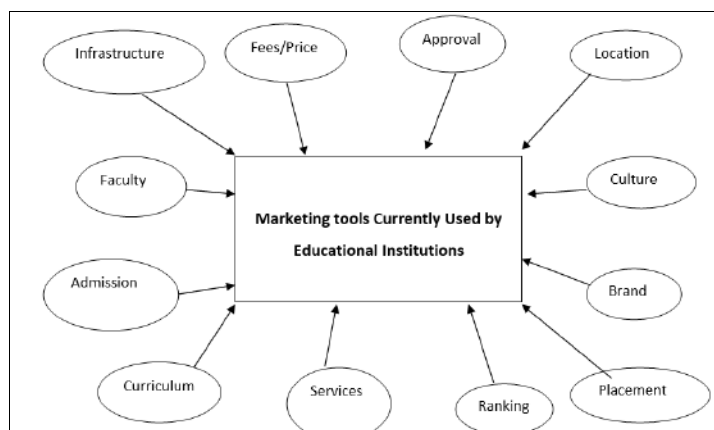 Infrastructure
Fees/Price
Approval
Location
Faculty
Culture
Marketing tools Currently Used by
Educational Institutions
Admission
Brand
Curriculum
Services
Ranking
Placement